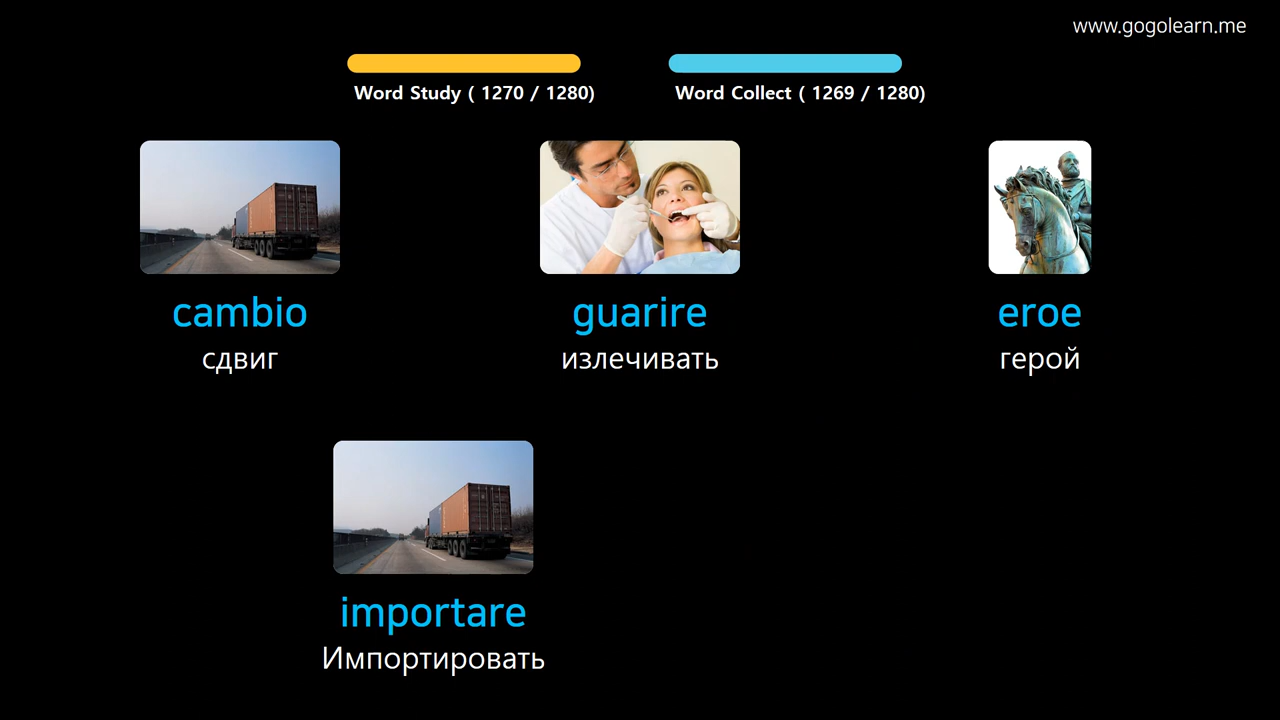 www.gogolearn.me
Word Study ( 1270 / 1280)
Word Collect ( 1269 / 1280)
cambio
сдвиг
guarire
излечивать
eroe
герой
importare
Импортировать